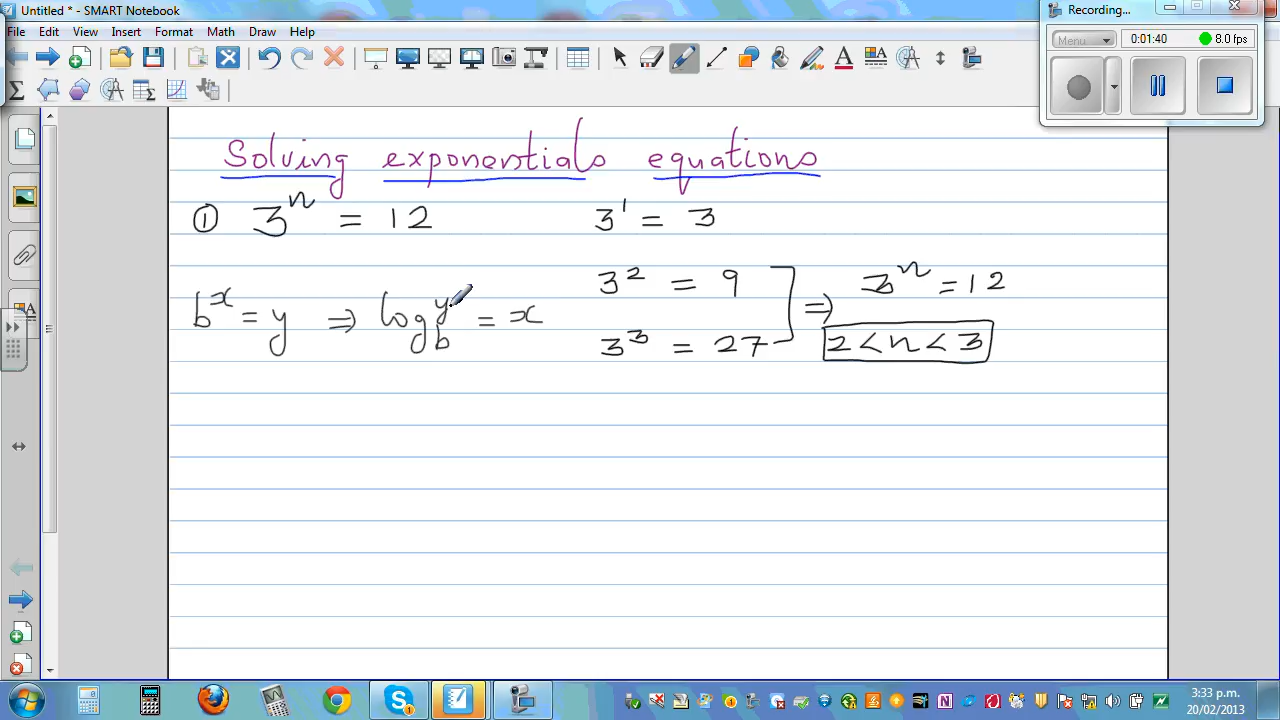 Untitled * - SMART Notebook
File Edit View Insert Format Math Draw Help
Recording...
Menu 0:01:40 8.0 fps
Solving exponentials equations
① 3ⁿ = 12 3¹ = 3
3² = 9 ⇒ 3ⁿ = 12
bˣ = y ⇒ log_b^y = x
3³ = 27 2 < n < 3
3:33 p.m.
20/02/2013